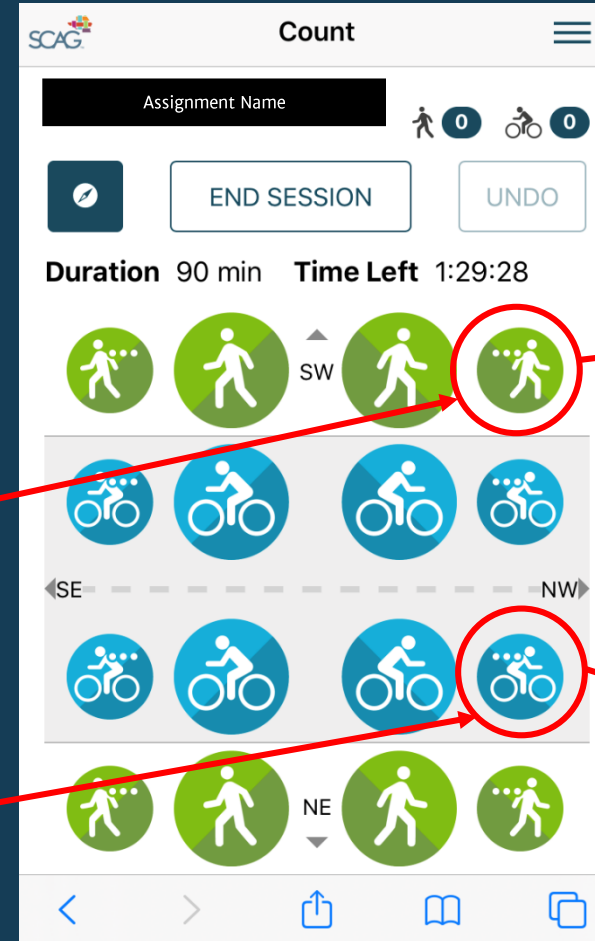 SCAG
Count
Assignment Name
0 0
END SESSION
UNDO
Duration 90 min Time Left 1:29:28
SW
SE
NW
NE